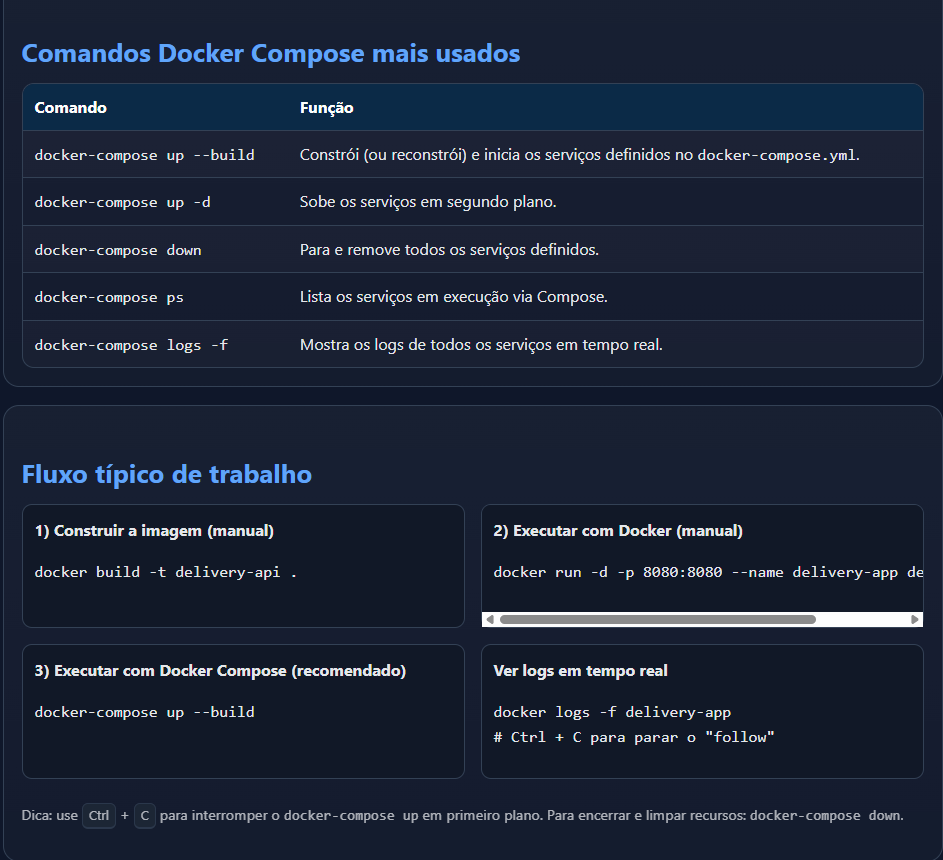 Comandos Docker Compose mais usados
Comando Função
docker-compose up --build Constrói (ou reconstrói) e inicia os serviços definidos no docker-compose.yml.
docker-compose up -d Sobe os serviços em segundo plano.
docker-compose down Para e remove todos os serviços definidos.
docker-compose ps Lista os serviços em execução via Compose.
docker-compose logs -f Mostra os logs de todos os serviços em tempo real.
Fluxo típico de trabalho
1) Construir a imagem (manual)
docker build -t delivery-api .
2) Executar com Docker (manual)
docker run -d -p 8080:8080 --name delivery-app de
3) Executar com Docker Compose (recomendado)
docker-compose up --build
Ver logs em tempo real
docker logs -f delivery-app
# Ctrl + C para parar o "follow"
Dica: use Ctrl + C para interromper o docker-compose up em primeiro plano. Para encerrar e limpar recursos: docker-compose down.